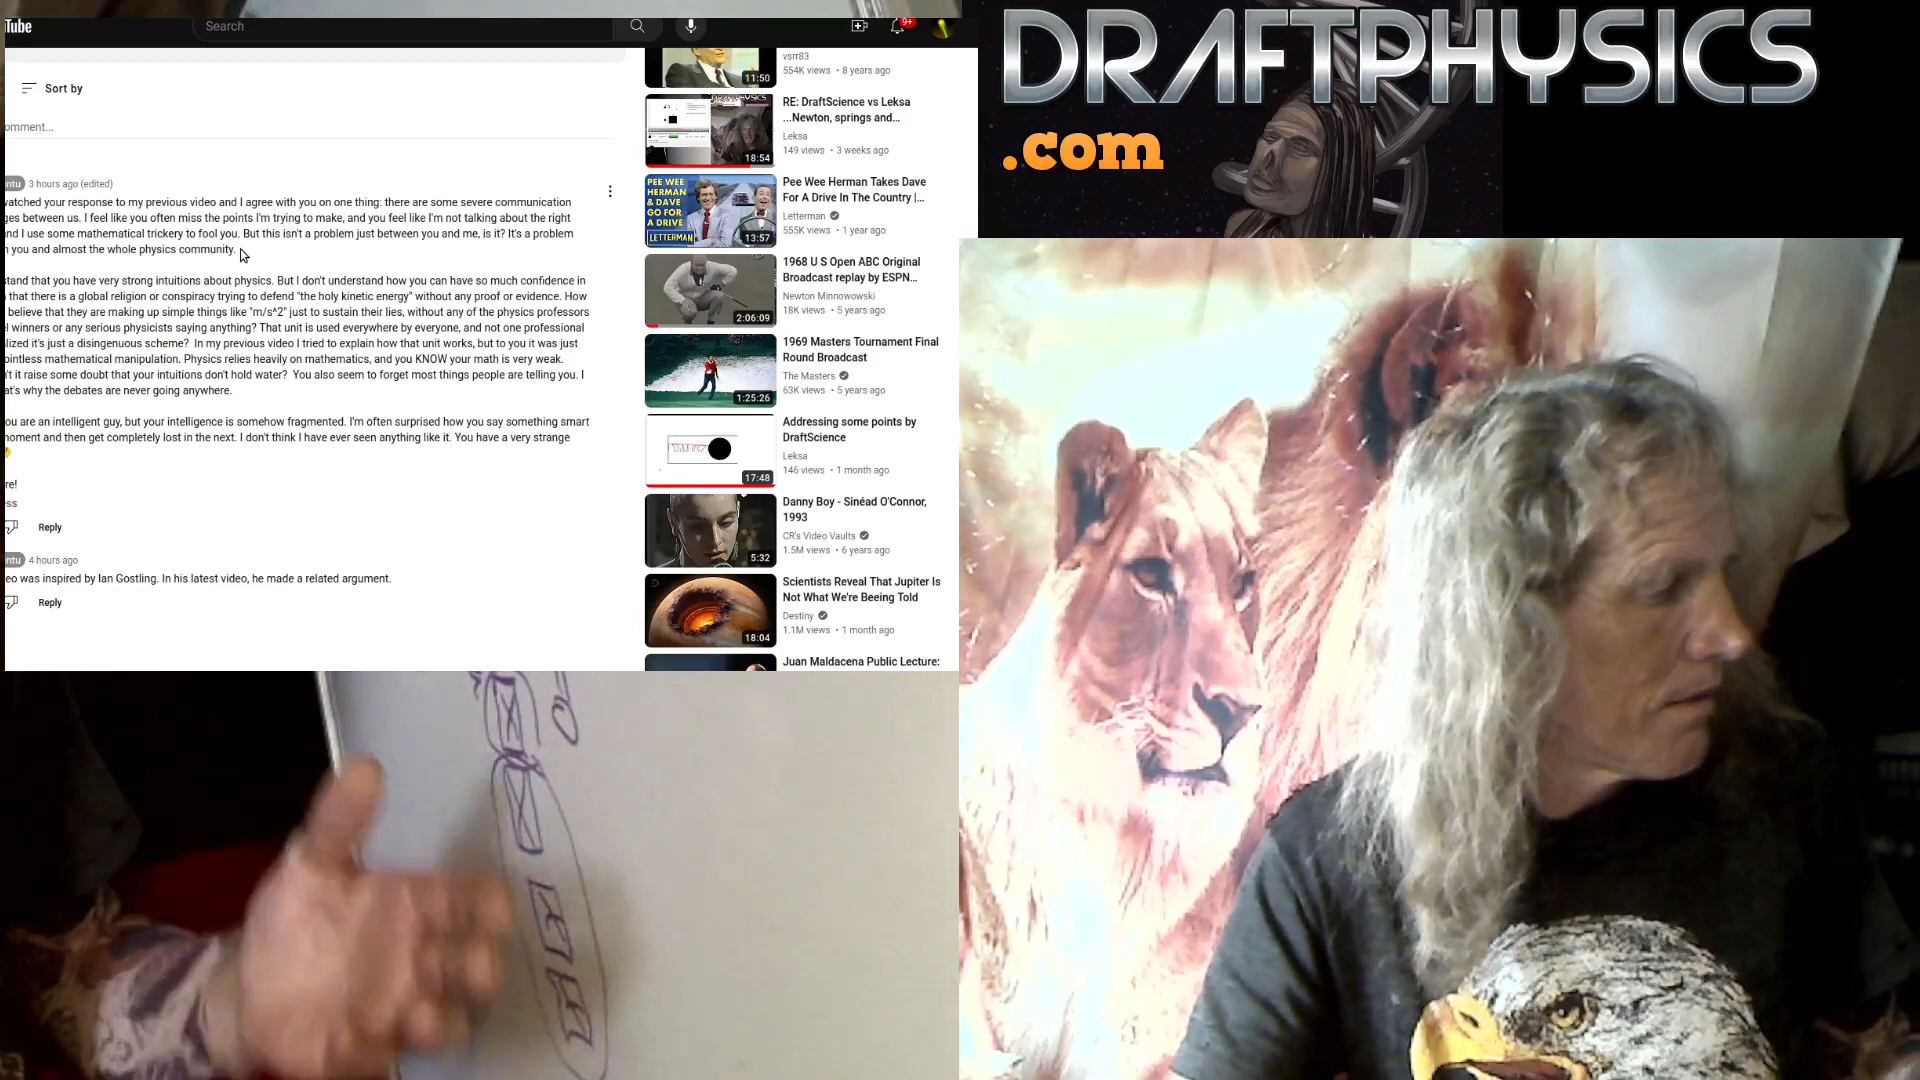 Tube
Search
9+
DRAFTPHYSICS
.com
Sort by
omment...
3 hours ago (edited)
watched your response to my previous video and I agree with you on one thing: there are some severe communication
ges between us. I feel like you often miss the points I'm trying to make, and you feel like I'm not talking about the right
nd I use some mathematical trickery to fool you. But this isn't a problem just between you and me, is it? It's a problem
n you and almost the whole physics community.
stand that you have very strong intuitions about physics. But I don't understand how you can have so much confidence in
that there is a global religion or conspiracy trying to defend "the holy kinetic energy" without any proof or evidence. How
believe that they are making up simple things like "m/s^2" just to sustain their lies, without any of the physics professors
l winners or any serious physicists saying anything? That unit is used everywhere by everyone, and not one professional
alized it's just a disingenuous scheme? In my previous video I tried to explain how that unit works, but to you it was just
ointless mathematical manipulation. Physics relies heavily on mathematics, and you KNOW your math is very weak.
't it raise some doubt that your intuitions don't hold water? You also seem to forget most things people are telling you. I
at's why the debates are never going anywhere.
ou are an intelligent guy, but your intelligence is somehow fragmented. I'm often surprised how you say something smart
moment and then get completely lost in the next. I don't think I have ever seen anything like it. You have a very strange
re!
ess
Reply
4 hours ago
eo was inspired by Ian Gostling. In his latest video, he made a related argument.
Reply
vsrr83
554K views • 8 years ago
11:50
RE: DraftScience vs Leksa
...Newton, springs and...
Leksa
149 views • 3 weeks ago
18:54
PEE WEE
HERMAN
& DAVE
GO FOR
A DRIVE
LETTERMAN
13:57
Pee Wee Herman Takes Dave
For A Drive In The Country |...
Letterman
555K views • 1 year ago
1968 U S Open ABC Original
Broadcast replay by ESPN...
Newton Minnowowski
18K views • 5 years ago
2:06:09
1969 Masters Tournament Final
Round Broadcast
The Masters
63K views • 5 years ago
1:25:26
Addressing some points by
DraftScience
Leksa
146 views • 1 month ago
17:48
Danny Boy - Sinéad O'Connor,
1993
CR's Video Vaults
1.5M views • 6 years ago
5:32
Scientists Reveal That Jupiter Is
Not What We're Beeing Told
Destiny
1.1M views • 1 month ago
18:04
Juan Maldacena Public Lecture: